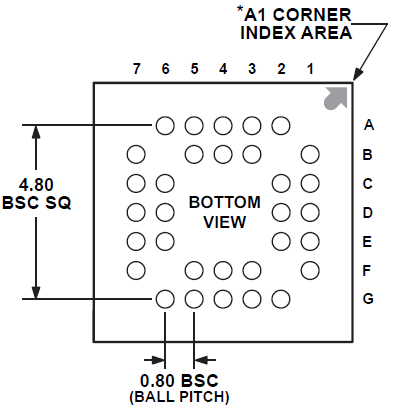 *A1 CORNER
INDEX AREA
7 6 5 4 3 2 1
A
B
C
D
E
F
G
4.80
BSC SQ
BOTTOM
VIEW
0.80 BSC
(BALL PITCH)